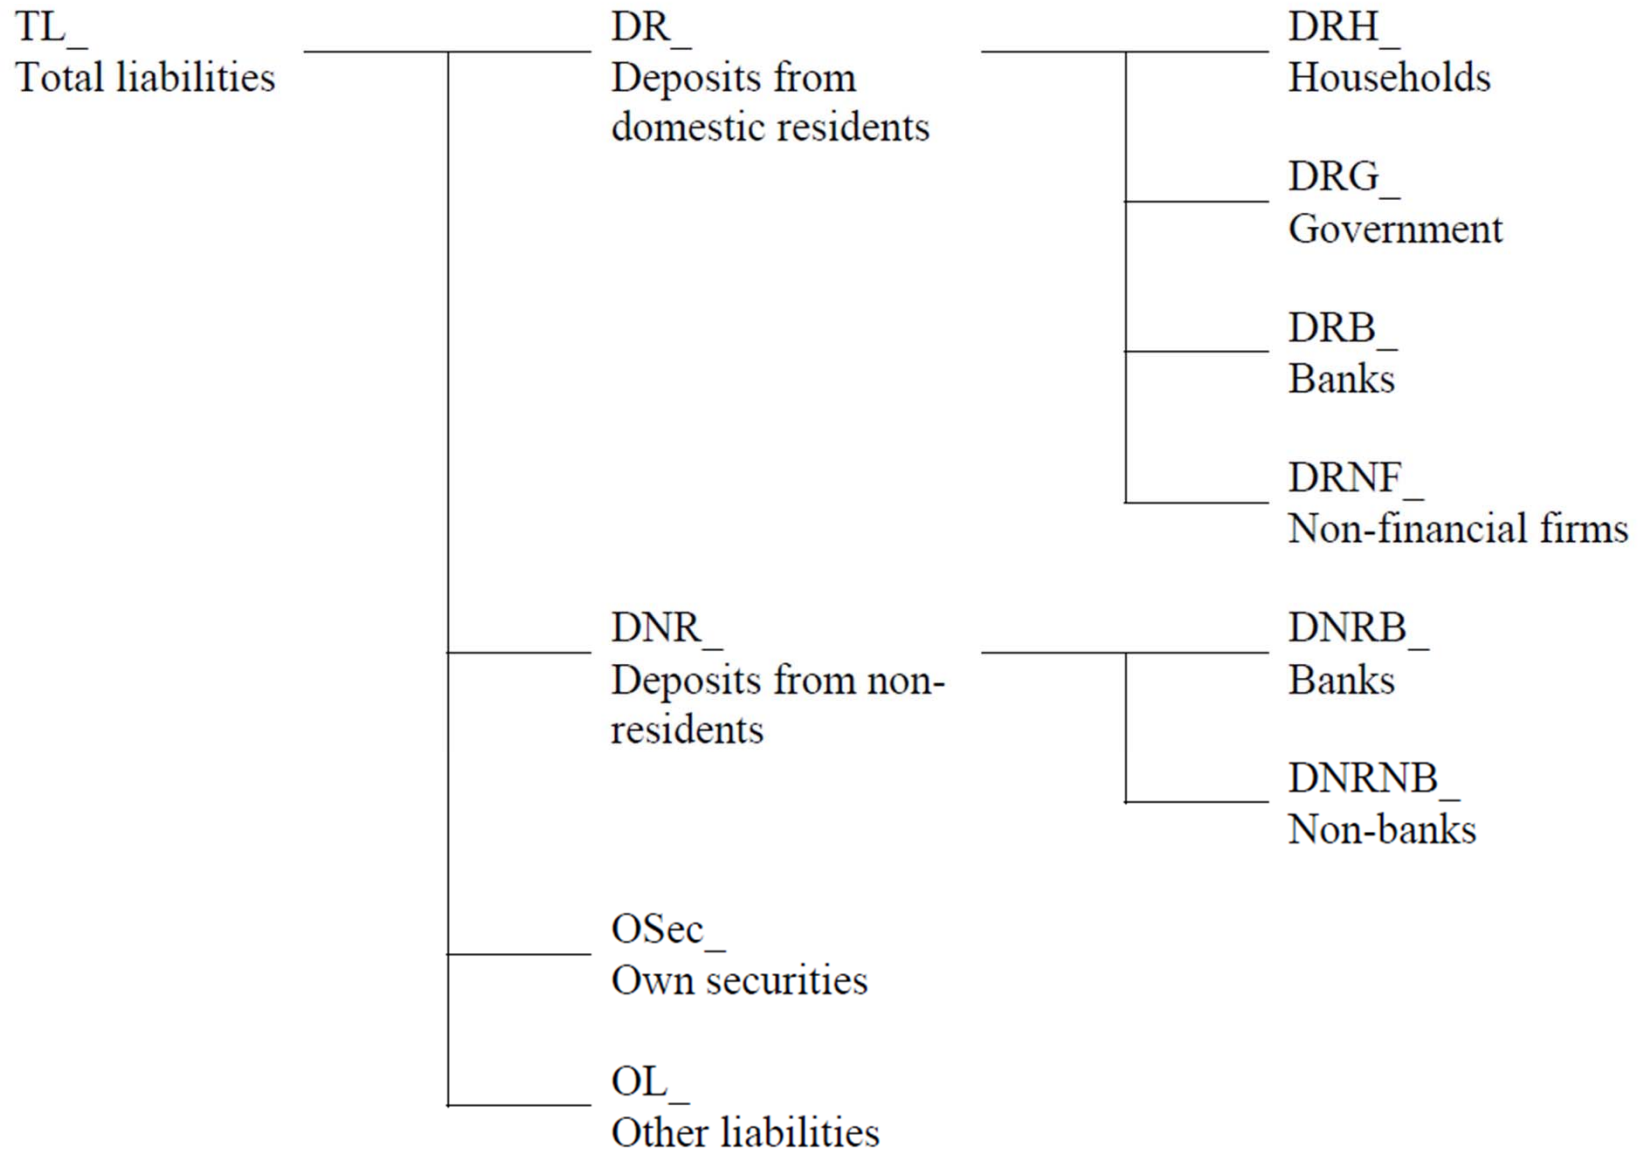 TL_
Total liabilities
DR_
Deposits from
domestic residents
DRH_
Households
DRG_
Government
DRB_
Banks
DRNF_
Non-financial firms
DNR_
Deposits from non-
residents
DNRB_
Banks
DNRNB_
Non-banks
OSec_
Own securities
OL_
Other liabilities